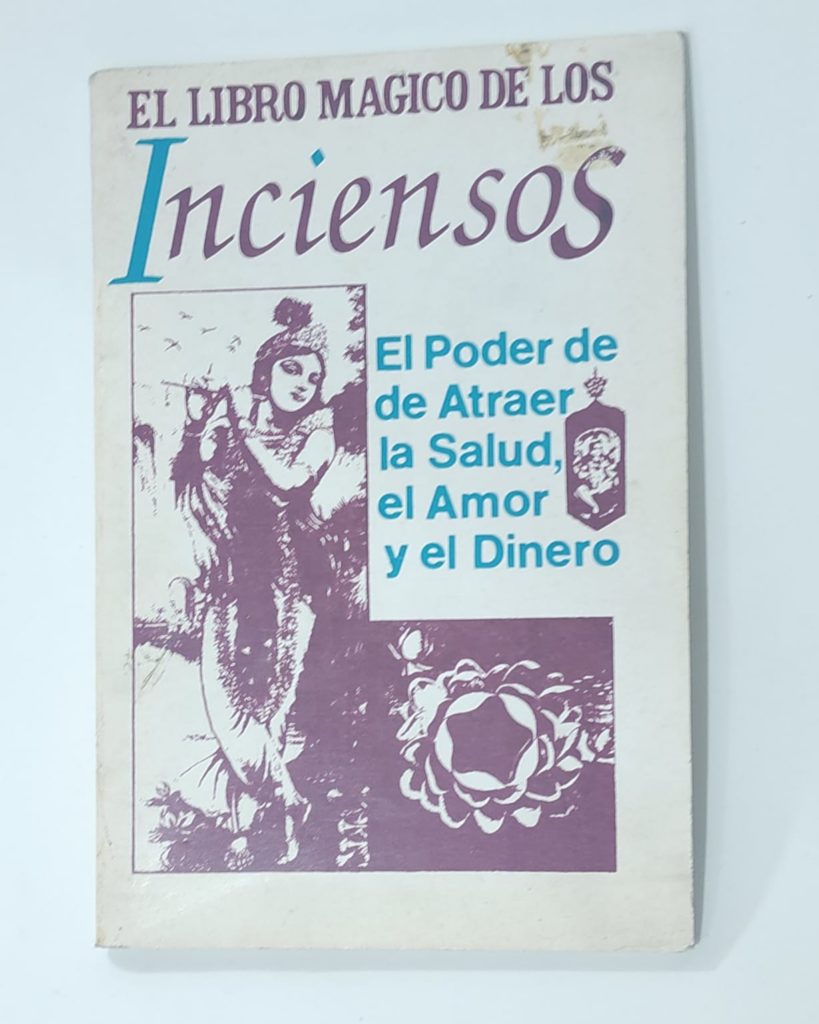 EL LIBRO MAGICO DE LOS
Inciensos
El Poder de
de Atraer
la Salud,
el Amor
y el Dinero